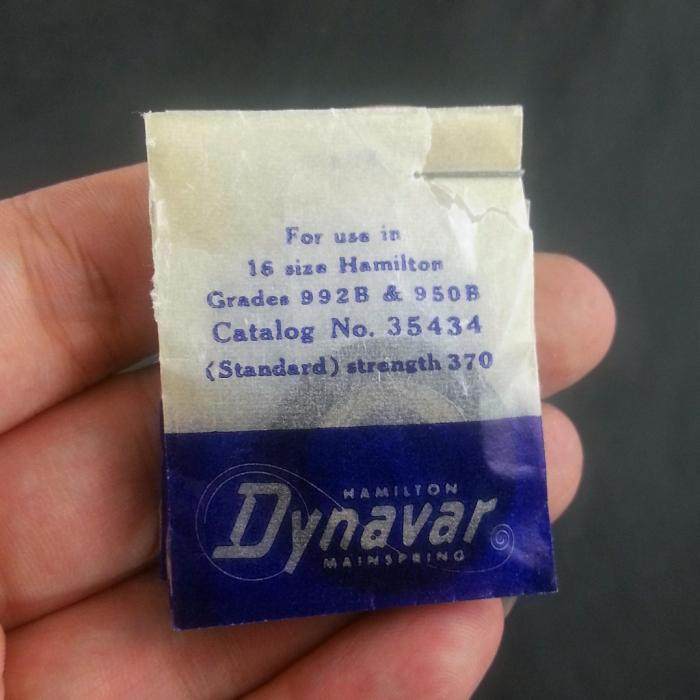 For use in
16 size Hamilton
Grades 992B & 950B
Catalog No. 35434
(Standard) strength 370
HAMILTON
Dynavar
MAINSPRING